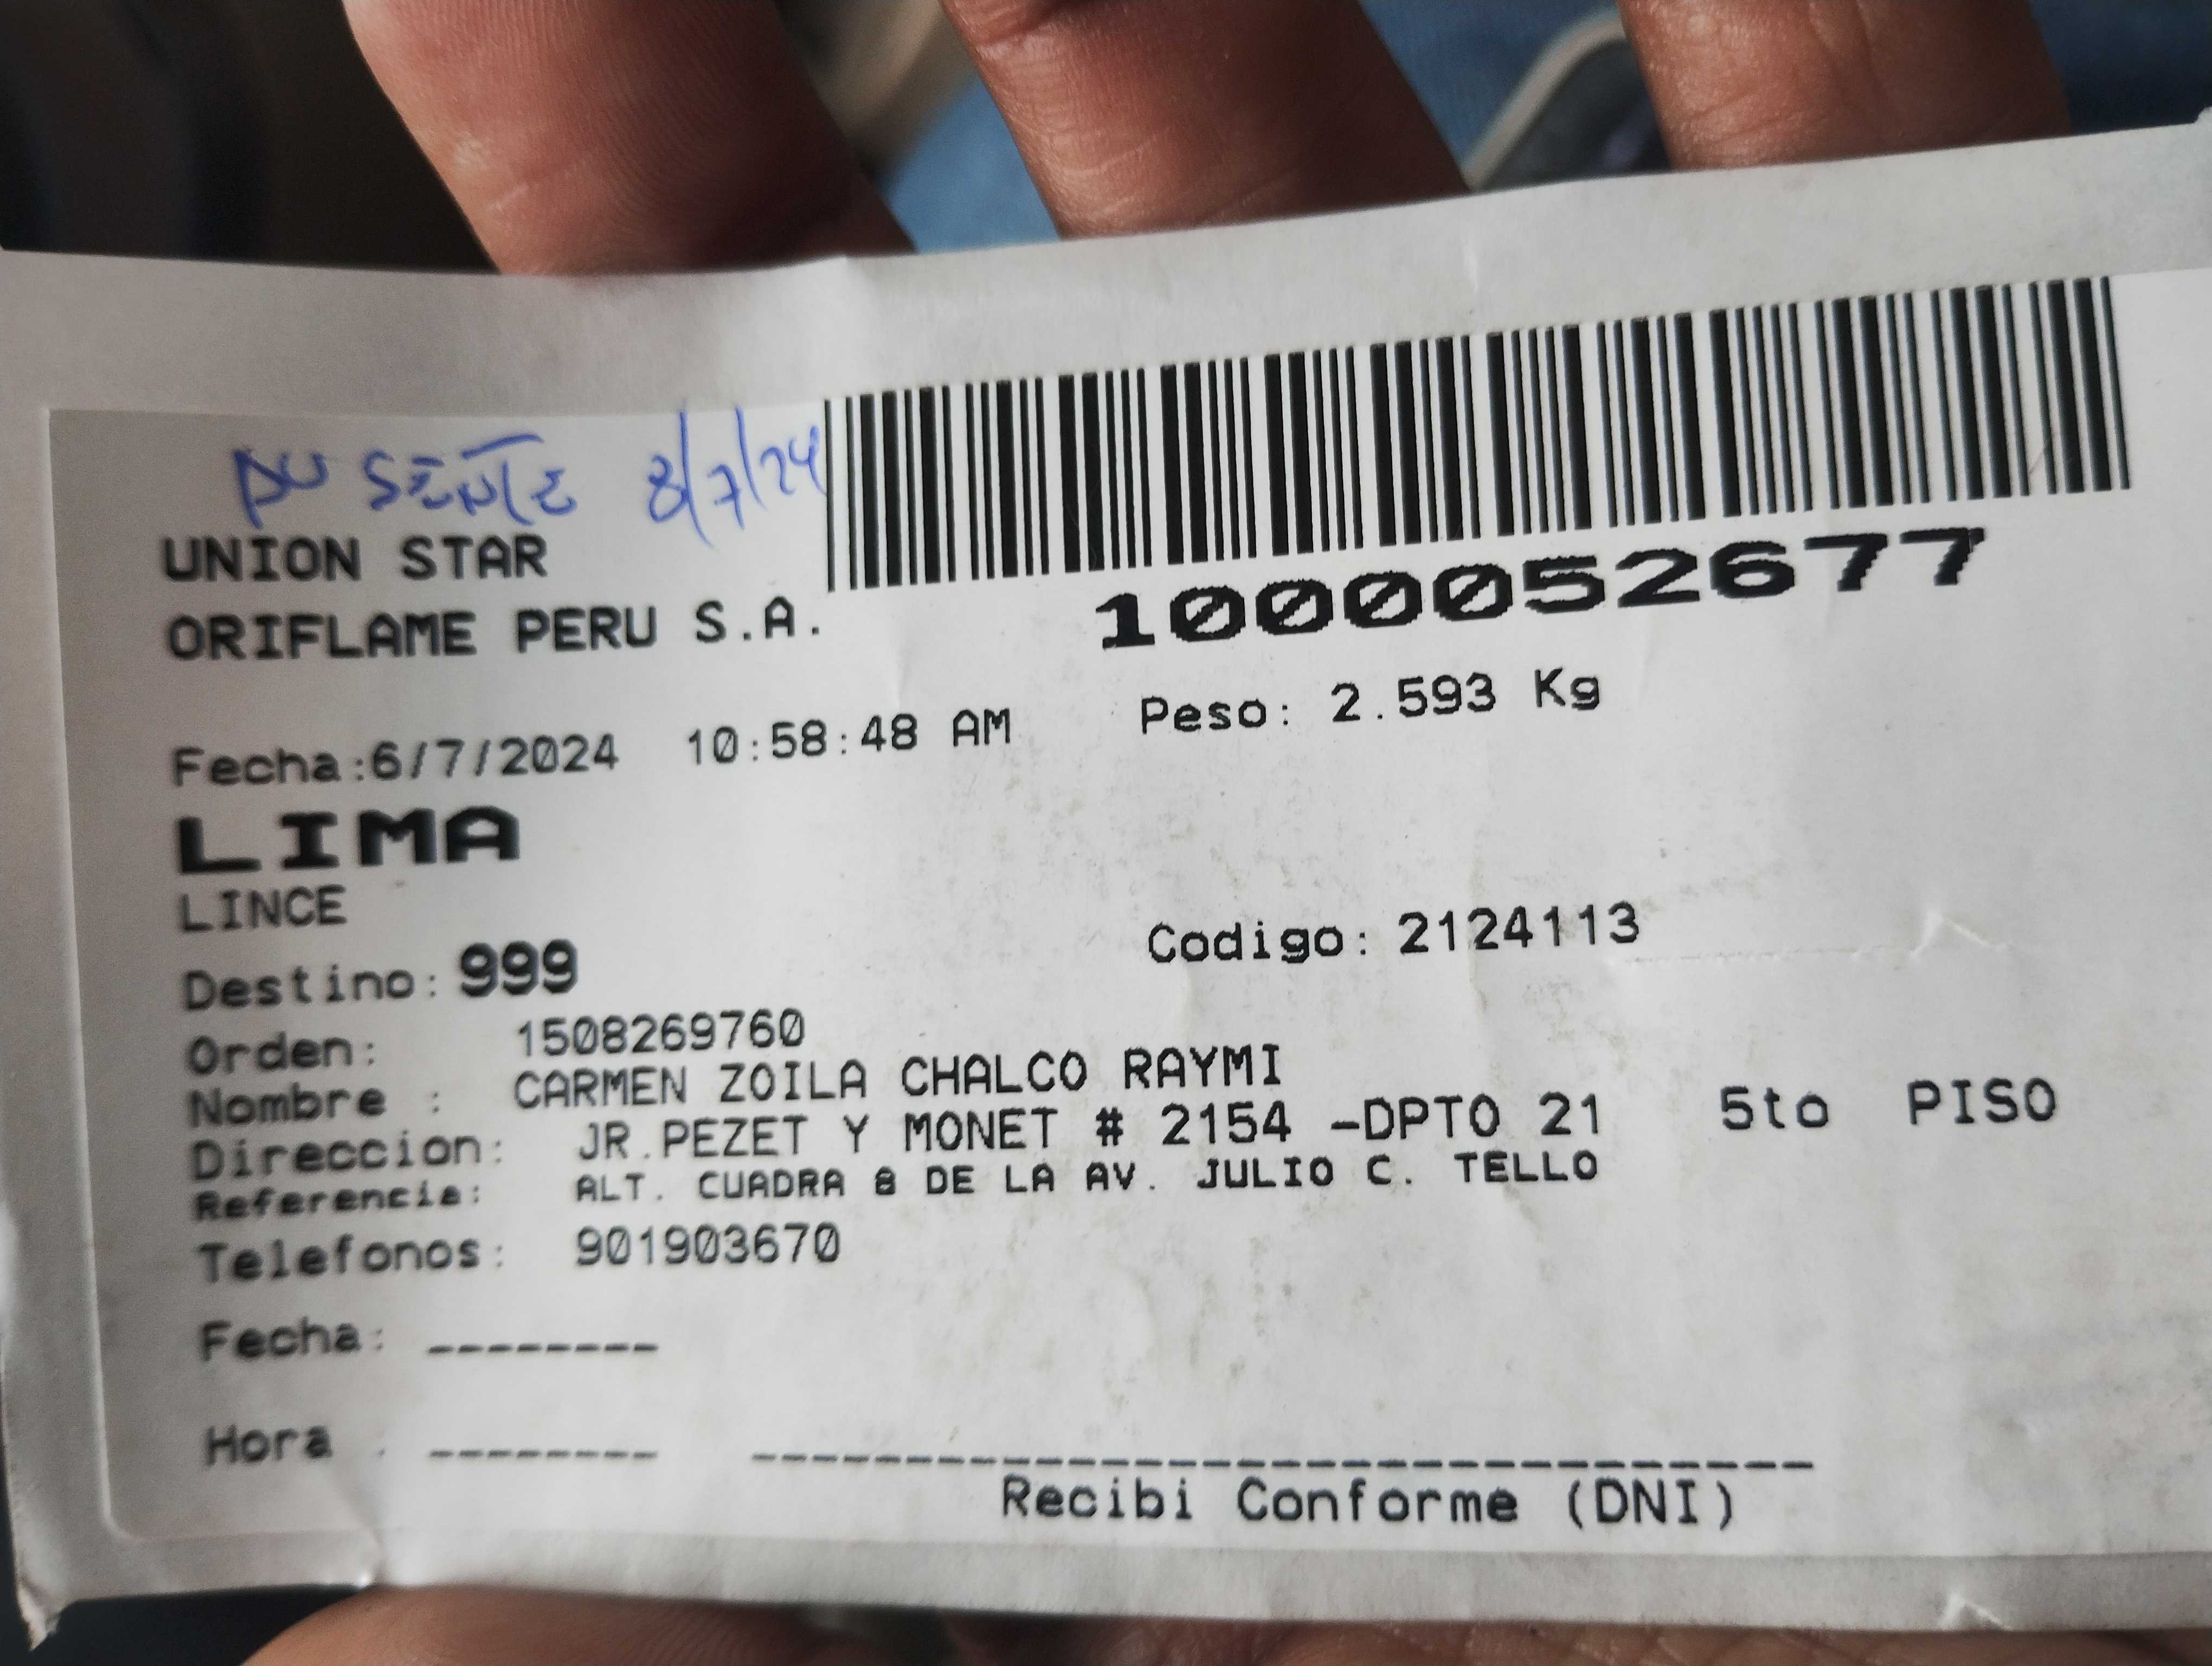 AUSENTE 8/7/24
UNION STAR
ORIFLAME PERU S.A.
1000052677
Fecha:6/7/2024 10:58:48 AM Peso: 2.593 Kg
LIMA
LINCE
Destino: 999 Codigo: 2124113
Orden: 1508269760
Nombre : CARMEN ZOILA CHALCO RAYMI
Direccion: JR.PEZET Y MONET # 2154 -DPTO 21 5to PISO
Referencia: ALT. CUADRA 8 DE LA AV. JULIO C. TELLO
Telefonos: 901903670
Fecha: --------
Hora : --------
Recibi Conforme (DNI)